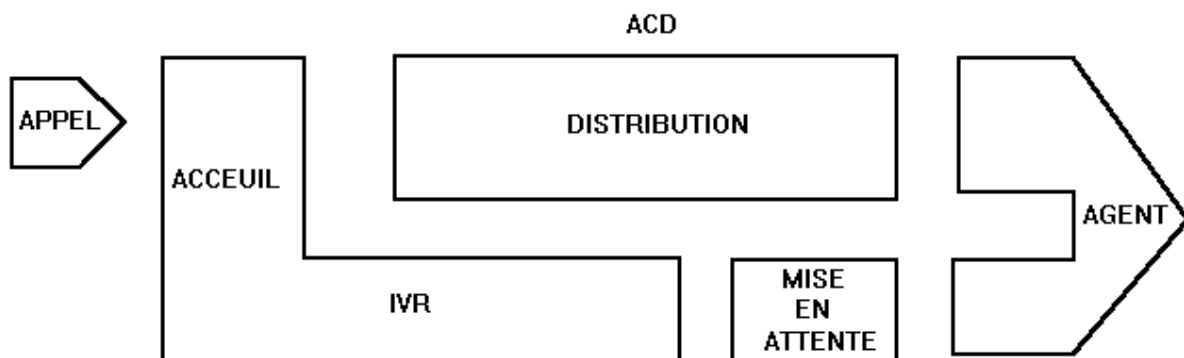 ACD
APPEL
DISTRIBUTION
ACCEUIL
AGENT
IVR
MISE
EN
ATTENTE